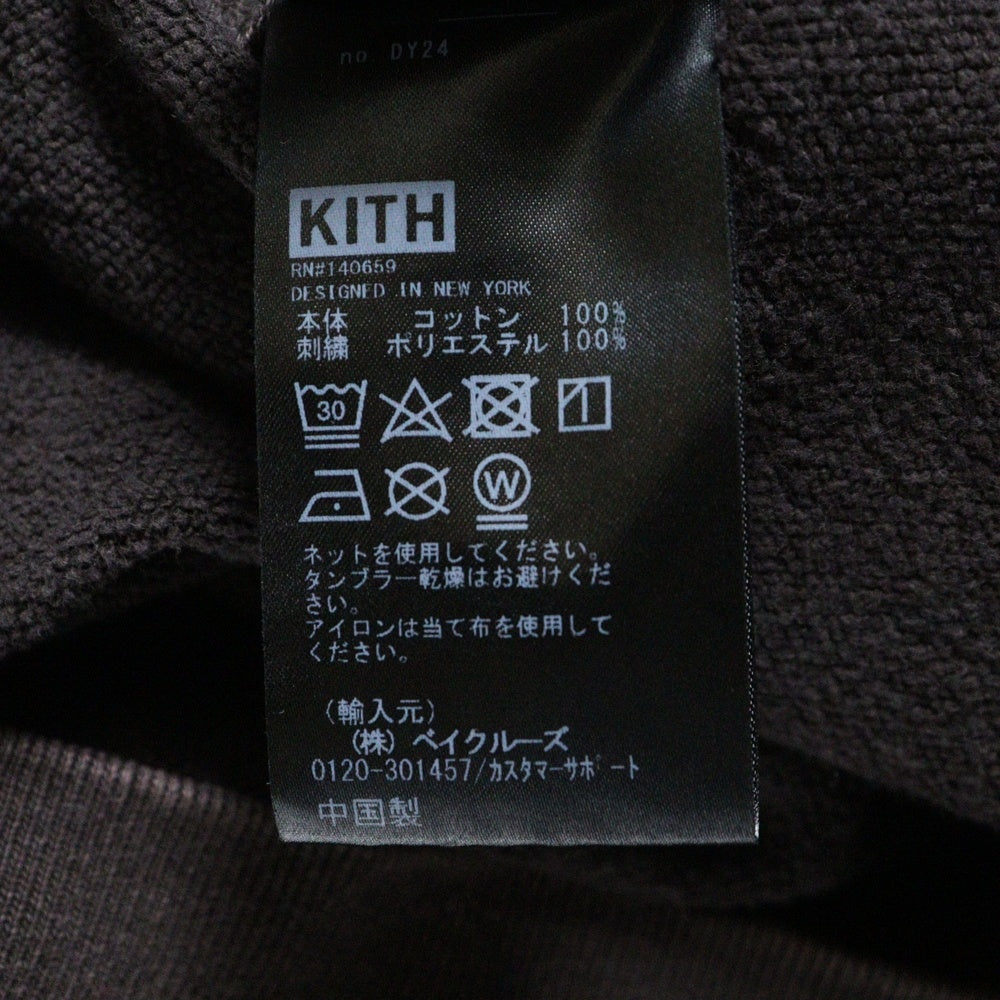 no DY24
KITH
RN#140659
DESIGNED IN NEW YORK
本体 コットン 100%
刺繍 ポリエステル 100%
30
W
ネットを使用してください。
タンブラー乾燥はお避けくだ
さい。
アイロンは当て布を使用して
ください。
(輸入元)
(株) ベイクルーズ
0120-301457/カスタマーサポート
中国製